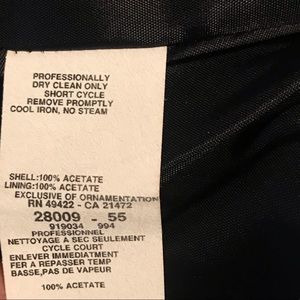 PROFESSIONALLY
DRY CLEAN ONLY
SHORT CYCLE
REMOVE PROMPTLY
COOL IRON, NO STEAM
SHELL:100% ACETATE
LINING:100% ACETATE
EXCLUSIVE OF ORNAMENTATION
RN 49422 - CA 21472
28009 - 55
919034 994
PROFESSIONNEL
NETTOYAGE A SEC SEULEMENT
CYCLE COURT
ENLEVER IMMEDIATMENT
FER A REPASSER TEMP
BASSE,PAS DE VAPEUR
100% ACETATE